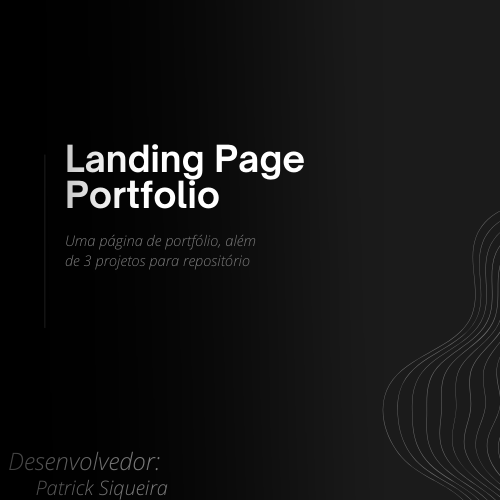 Landing Page
Portfolio
Uma página de portfólio, além
de 3 projetos para repositório
Desenvolvedor:
Patrick Siqueira